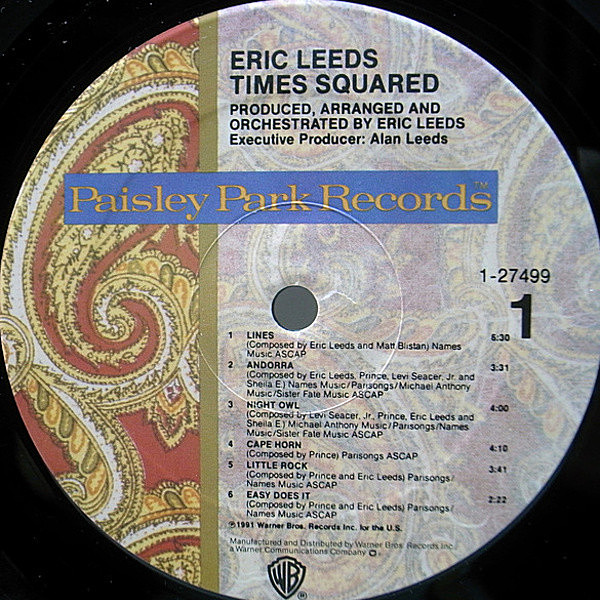 ERIC LEEDS
TIMES SQUARED
PRODUCED, ARRANGED AND
ORCHESTRATED BY ERIC LEEDS
Executive Producer: Alan Leeds
Paisley Park Records™
1-27499
1
1 LINES 5:30
(Composed by Eric Leeds and Matt Blistan) Names
Music ASCAP
2 ANDORRA 3:31
(Composed by Eric Leeds, Prince, Levi Seacer, Jr. and
Sheila E.) Names Music/Parisongs/Michael Anthony
Music/Sister Fate Music ASCAP
3 NIGHT OWL 4:00
(Composed by Levi Seacer, Jr., Prince, Eric Leeds and
Sheila E.) Michael Anthony Music/Parisongs/Names
Music/Sister Fate Music ASCAP
4 CAPE HORN 4:10
(Composed by Prince) Parisongs ASCAP
5 LITTLE ROCK 3:41
(Composed by Prince and Eric Leeds) Parisongs/
Names Music ASCAP
6 EASY DOES IT 2:22
(Composed by Prince and Eric Leeds) Parisongs/
Names Music ASCAP
℗1991 Warner Bros. Records Inc. for the U.S.
Manufactured and Distributed by Warner Bros. Records Inc.,
a Warner Communications Company
WB
®